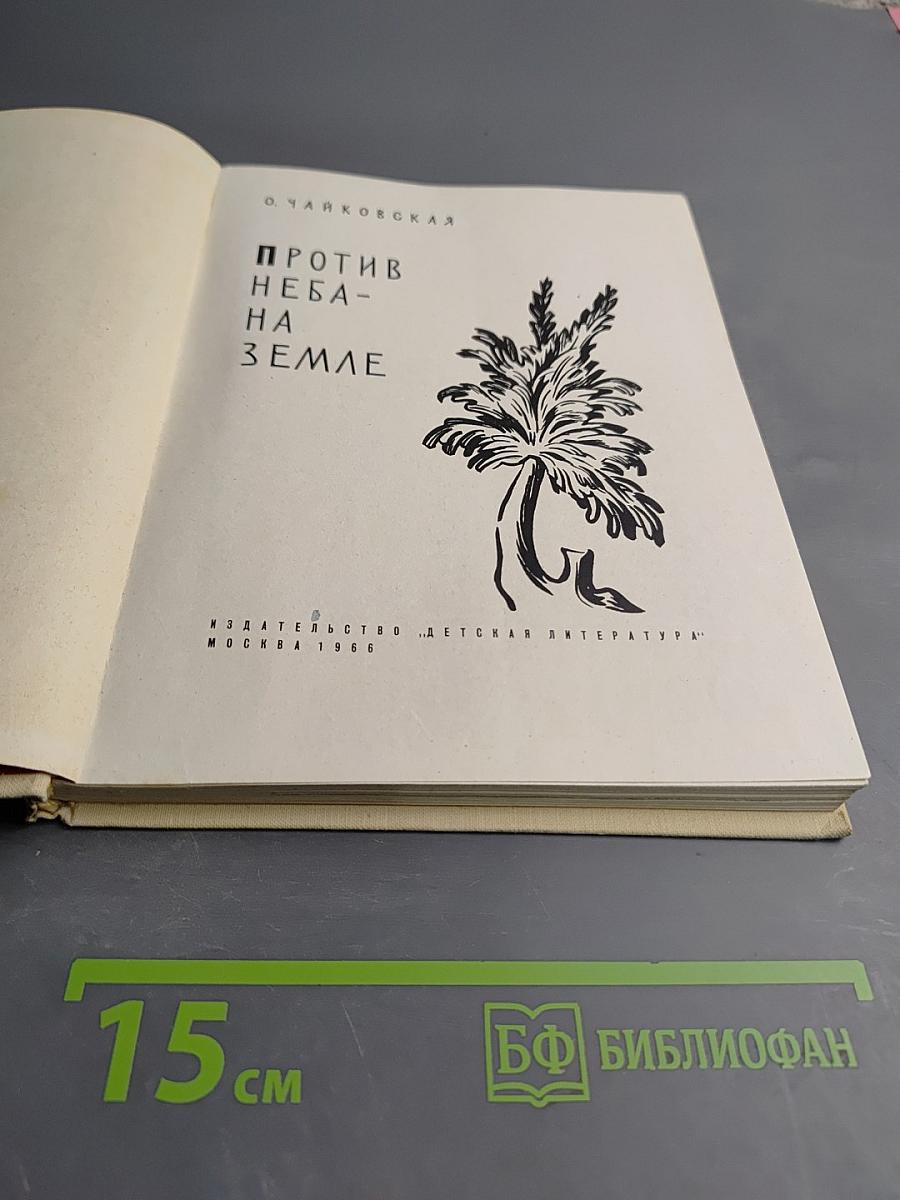 О. ЧАЙКОВСКАЯ
ПРОТИВ
НЕБА-
НА
ЗЕМЛЕ
ИЗДАТЕЛЬСТВО „ДЕТСКАЯ ЛИТЕРАТУРА“
МОСКВА 1966
15 см
БФ БИБЛИОФАН